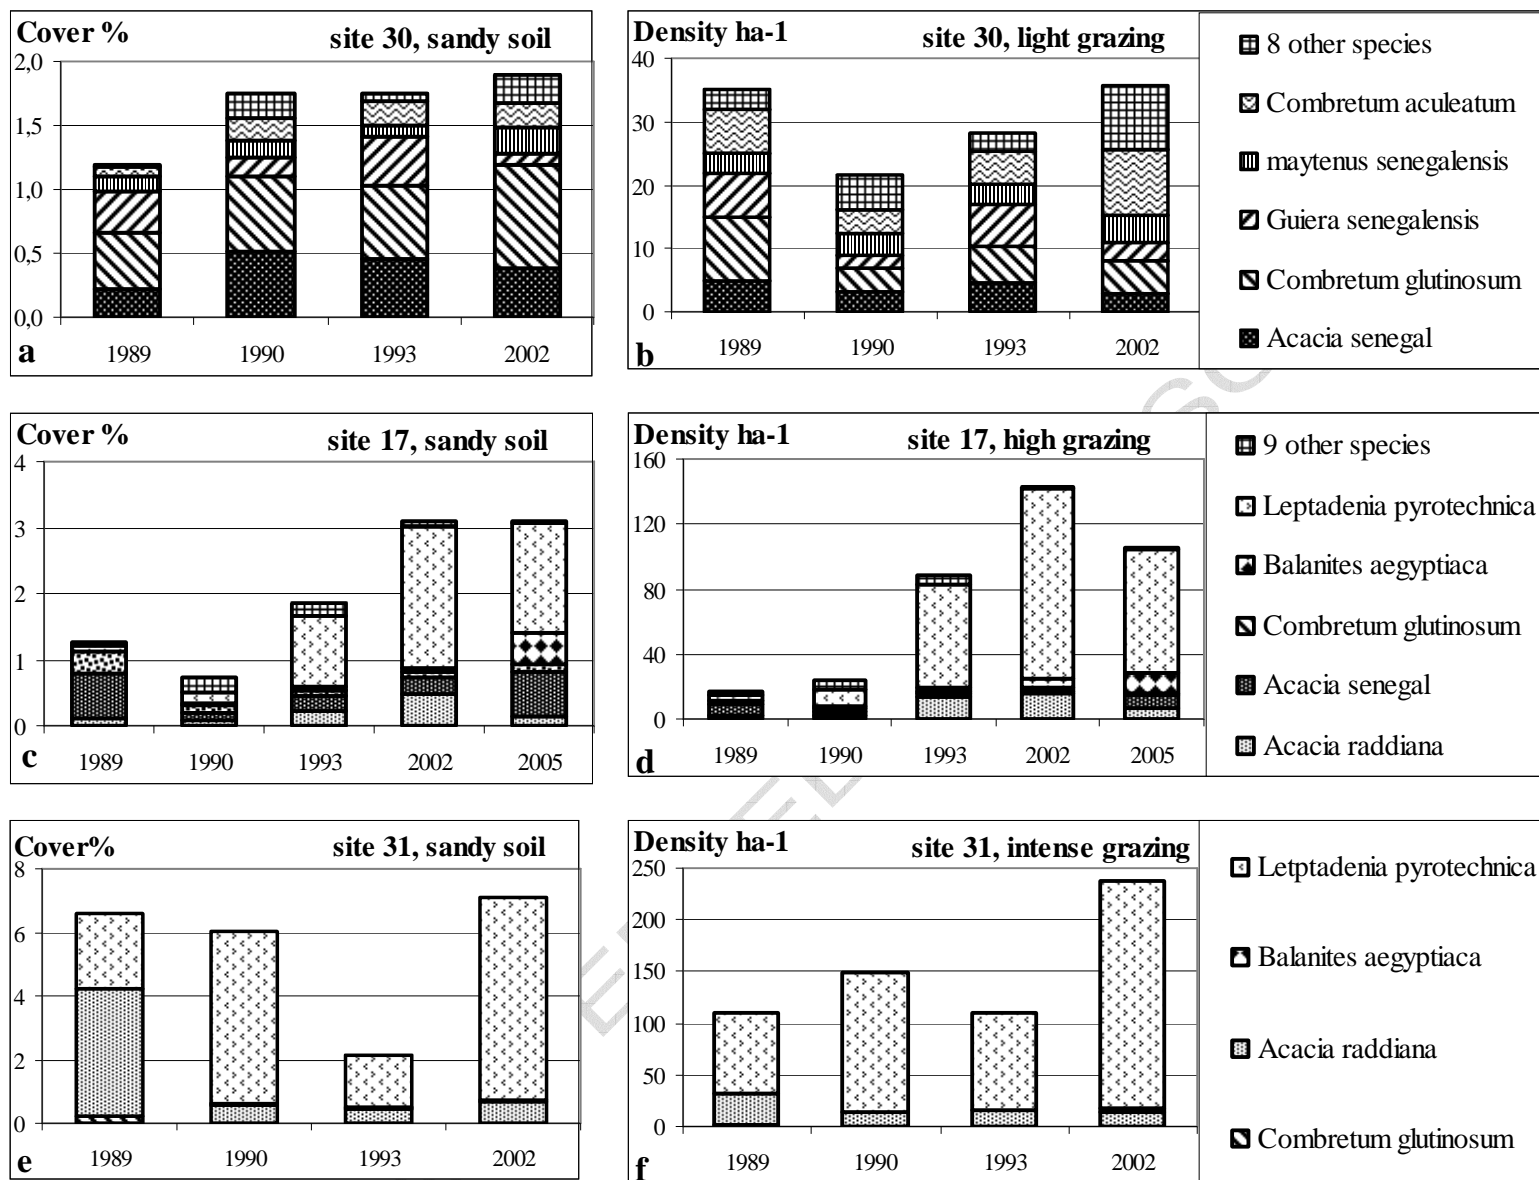 Cover %
site 30, sandy soil
2,0
1,5
1,0
0,5
0,0
1989 1990 1993 2002
a
Density ha-1
site 30, light grazing
40
30
20
10
0
1989 1990 1993 2002
b
8 other species
Combretum aculeatum
maytenus senegalensis
Guiera senegalensis
Combretum glutinosum
Acacia senegal
Cover %
site 17, sandy soil
4
3
2
1
0
1989 1990 1993 2002 2005
c
Density ha-1
site 17, high grazing
160
120
80
40
0
1989 1990 1993 2002 2005
d
9 other species
Leptadenia pyrotechnica
Balanites aegyptiaca
Combretum glutinosum
Acacia senegal
Acacia raddiana
Cover%
site 31, sandy soil
8
6
4
2
0
1989 1990 1993 2002
e
Density ha-1
site 31, intense grazing
250
200
150
100
50
0
1989 1990 1993 2002
f
Letptadenia pyrotechnica
Balanites aegyptiaca
Acacia raddiana
Combretum glutinosum